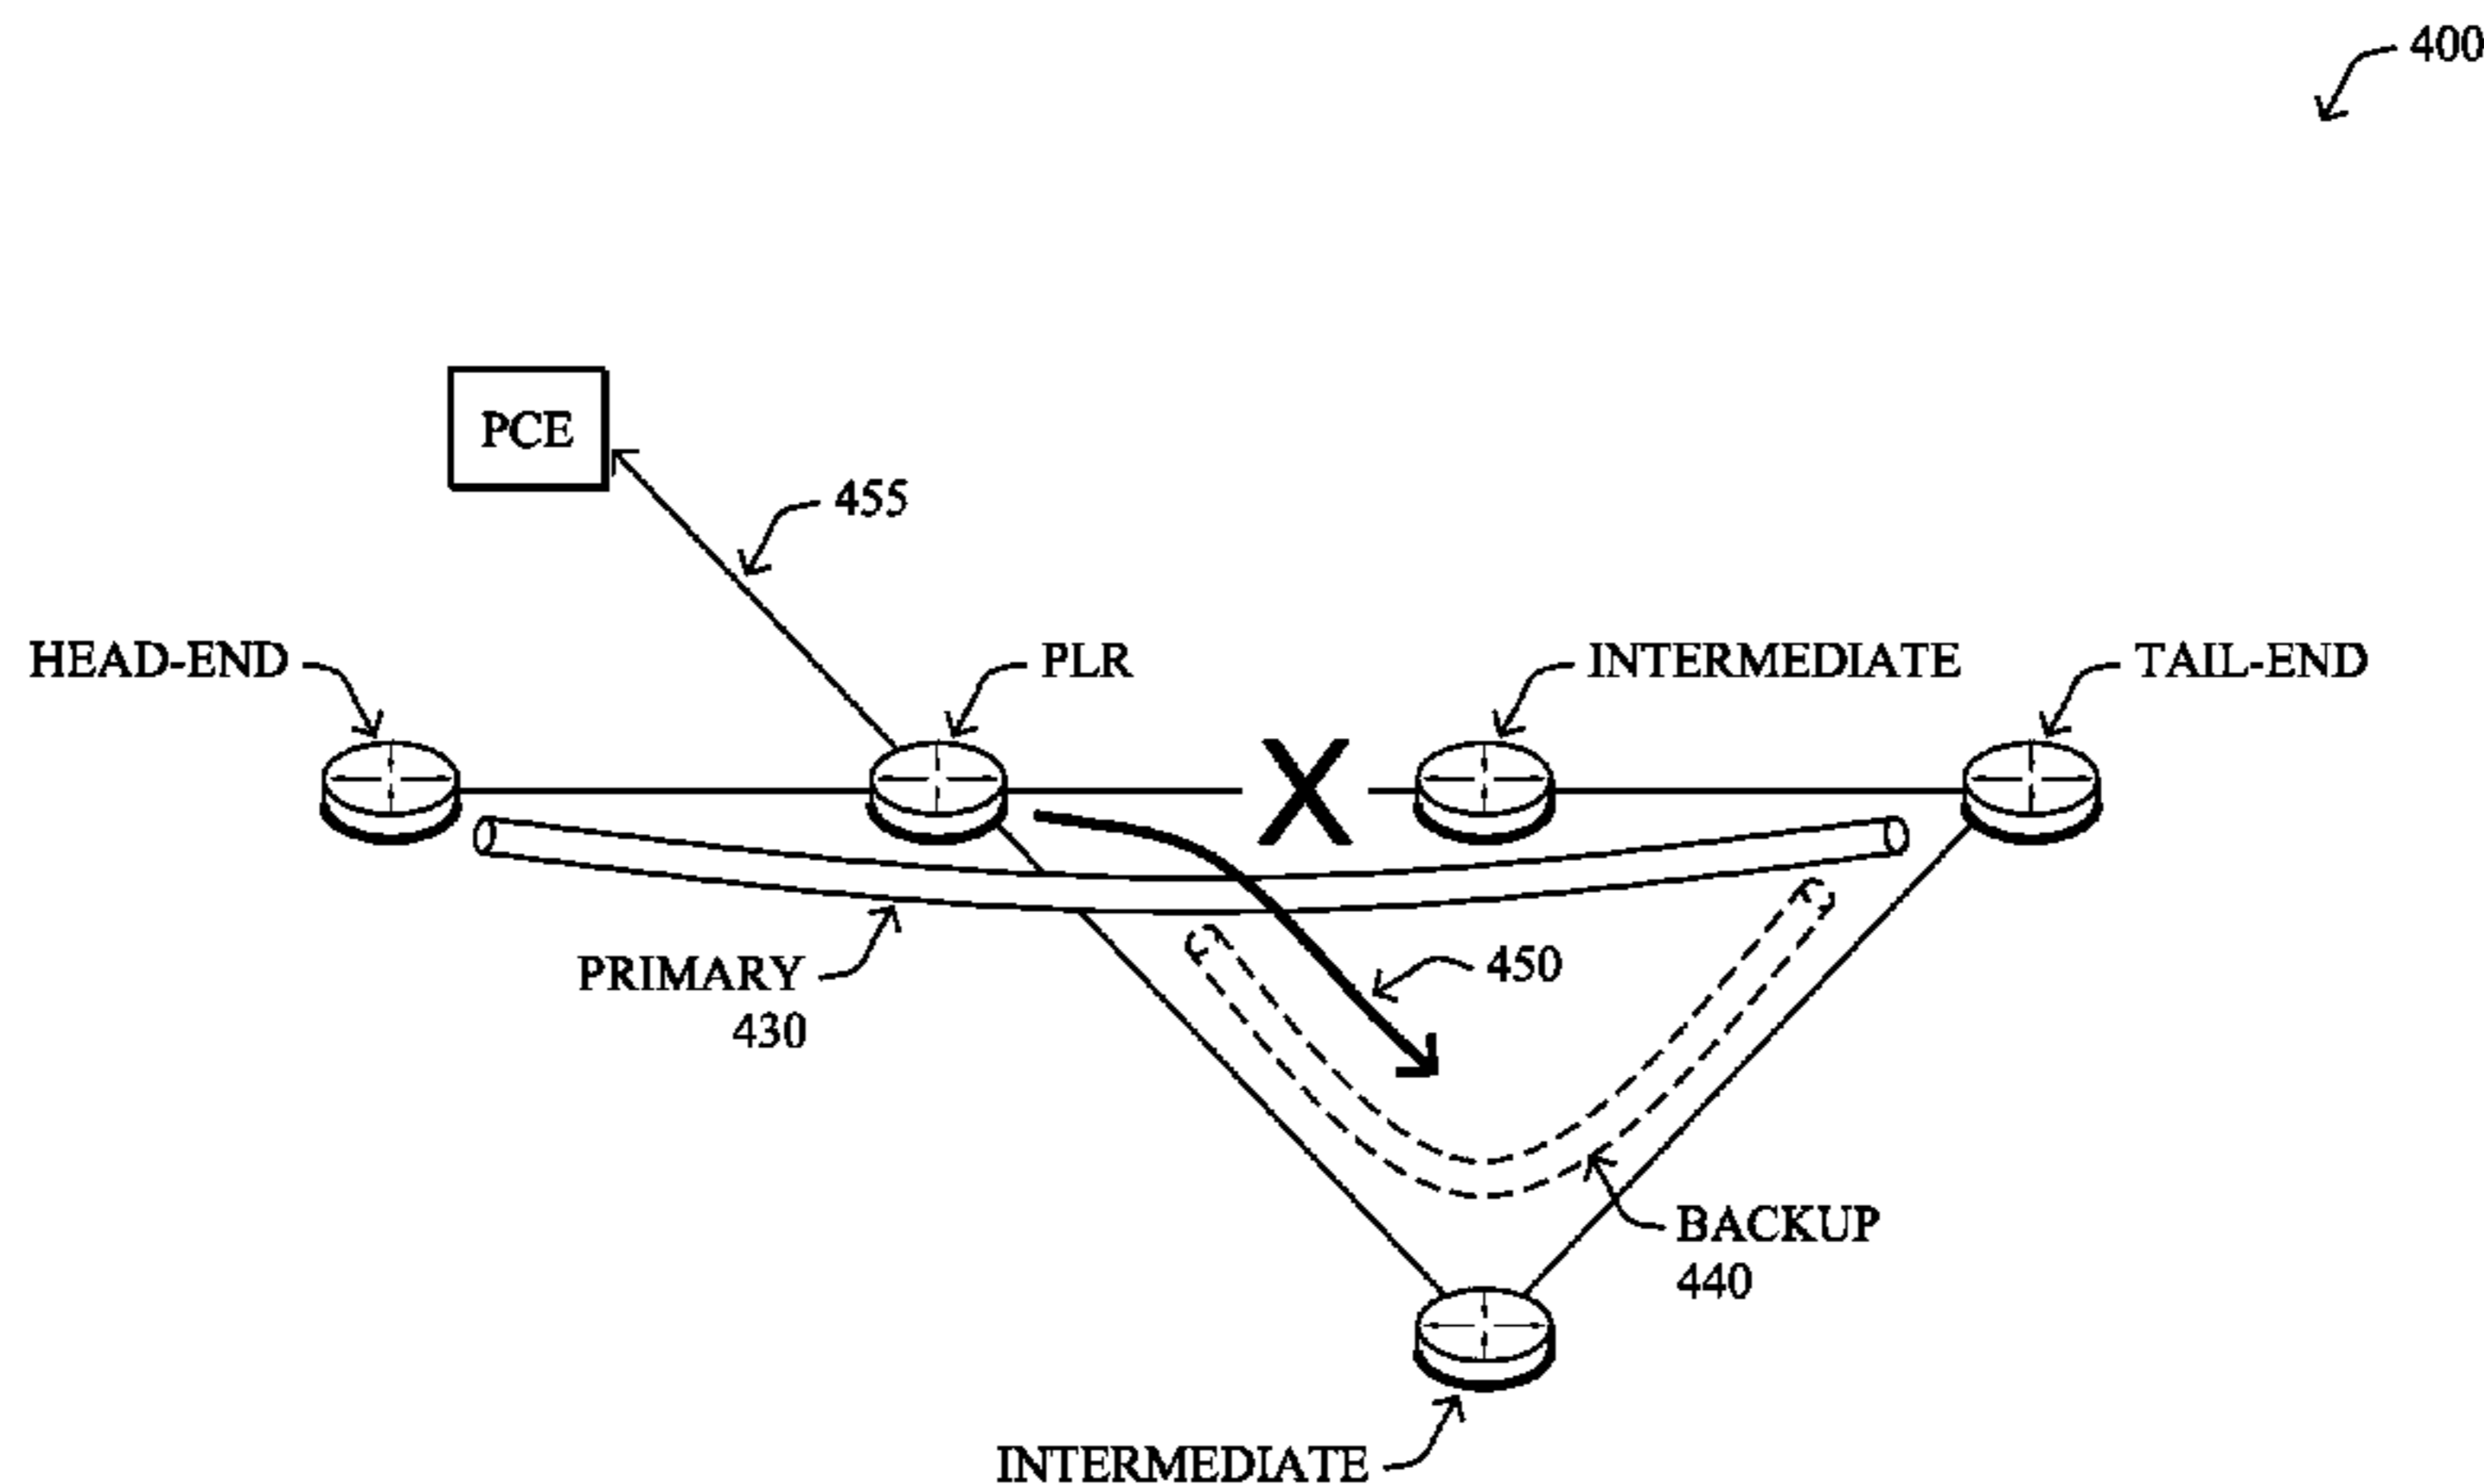 400
PCE
455
HEAD-END
PLR
INTERMEDIATE
TAIL-END
PRIMARY
430
450
BACKUP
440
INTERMEDIATE